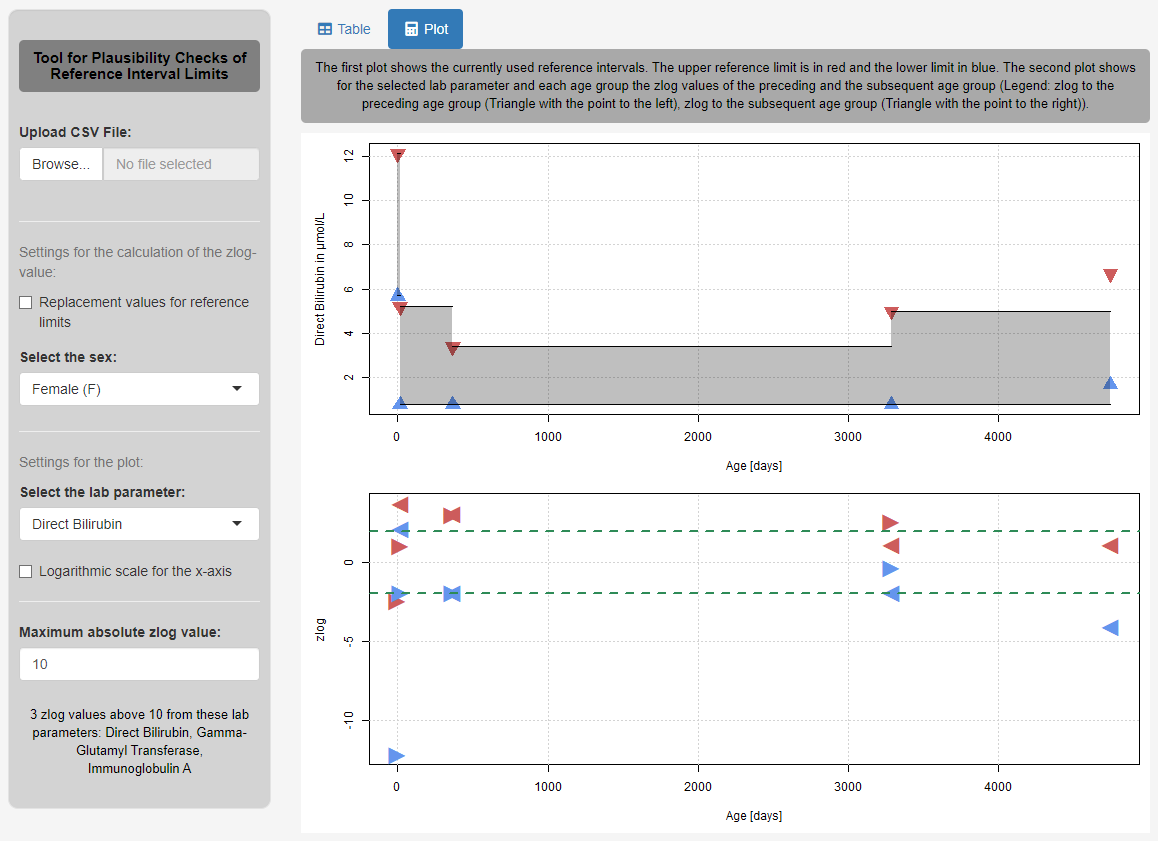 Tool for Plausibility Checks of
Reference Interval Limits
Upload CSV File:
Browse... No file selected
Settings for the calculation of the zlog-
value:
Replacement values for reference
limits
Select the sex:
Female (F)
Settings for the plot:
Select the lab parameter:
Direct Bilirubin
Logarithmic scale for the x-axis
Maximum absolute zlog value:
10
3 zlog values above 10 from these lab
parameters: Direct Bilirubin, Gamma-
Glutamyl Transferase,
Immunoglobulin A
Table Plot
The first plot shows the currently used reference intervals. The upper reference limit is in red and the lower limit in blue. The second plot shows
for the selected lab parameter and each age group the zlog values of the preceding and the subsequent age group (Legend: zlog to the
preceding age group (Triangle with the point to the left), zlog to the subsequent age group (Triangle with the point to the right)).
Direct Bilirubin in µmol/L
12
10
8
6
4
2
0 1000 2000 3000 4000
Age [days]
zlog
0
-5
-10
0 1000 2000 3000 4000
Age [days]